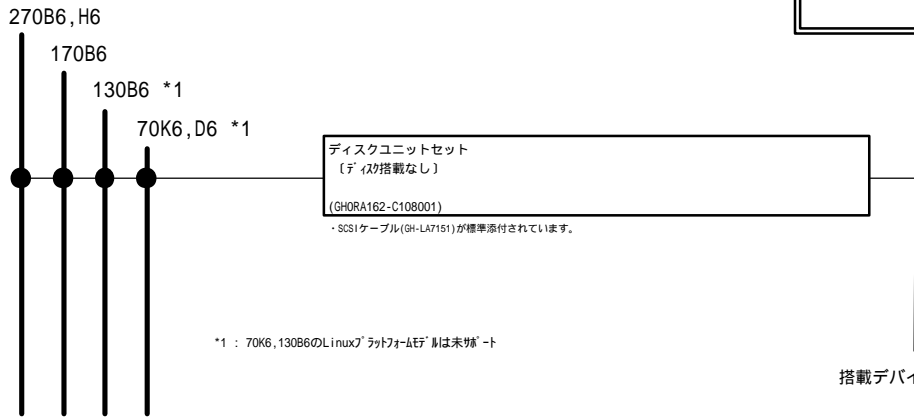 270B6,H6
170B6
130B6 *1
70K6,D6 *1
ディスクユニットセット
〔ディスク搭載なし〕
(GH0RA162-C108001)
・SCSIケーブル(GH-LA7151)が標準添付されています。
*1 : 70K6,130B6のLinuxプラットフォームモデルは未サポート
搭載デバイ